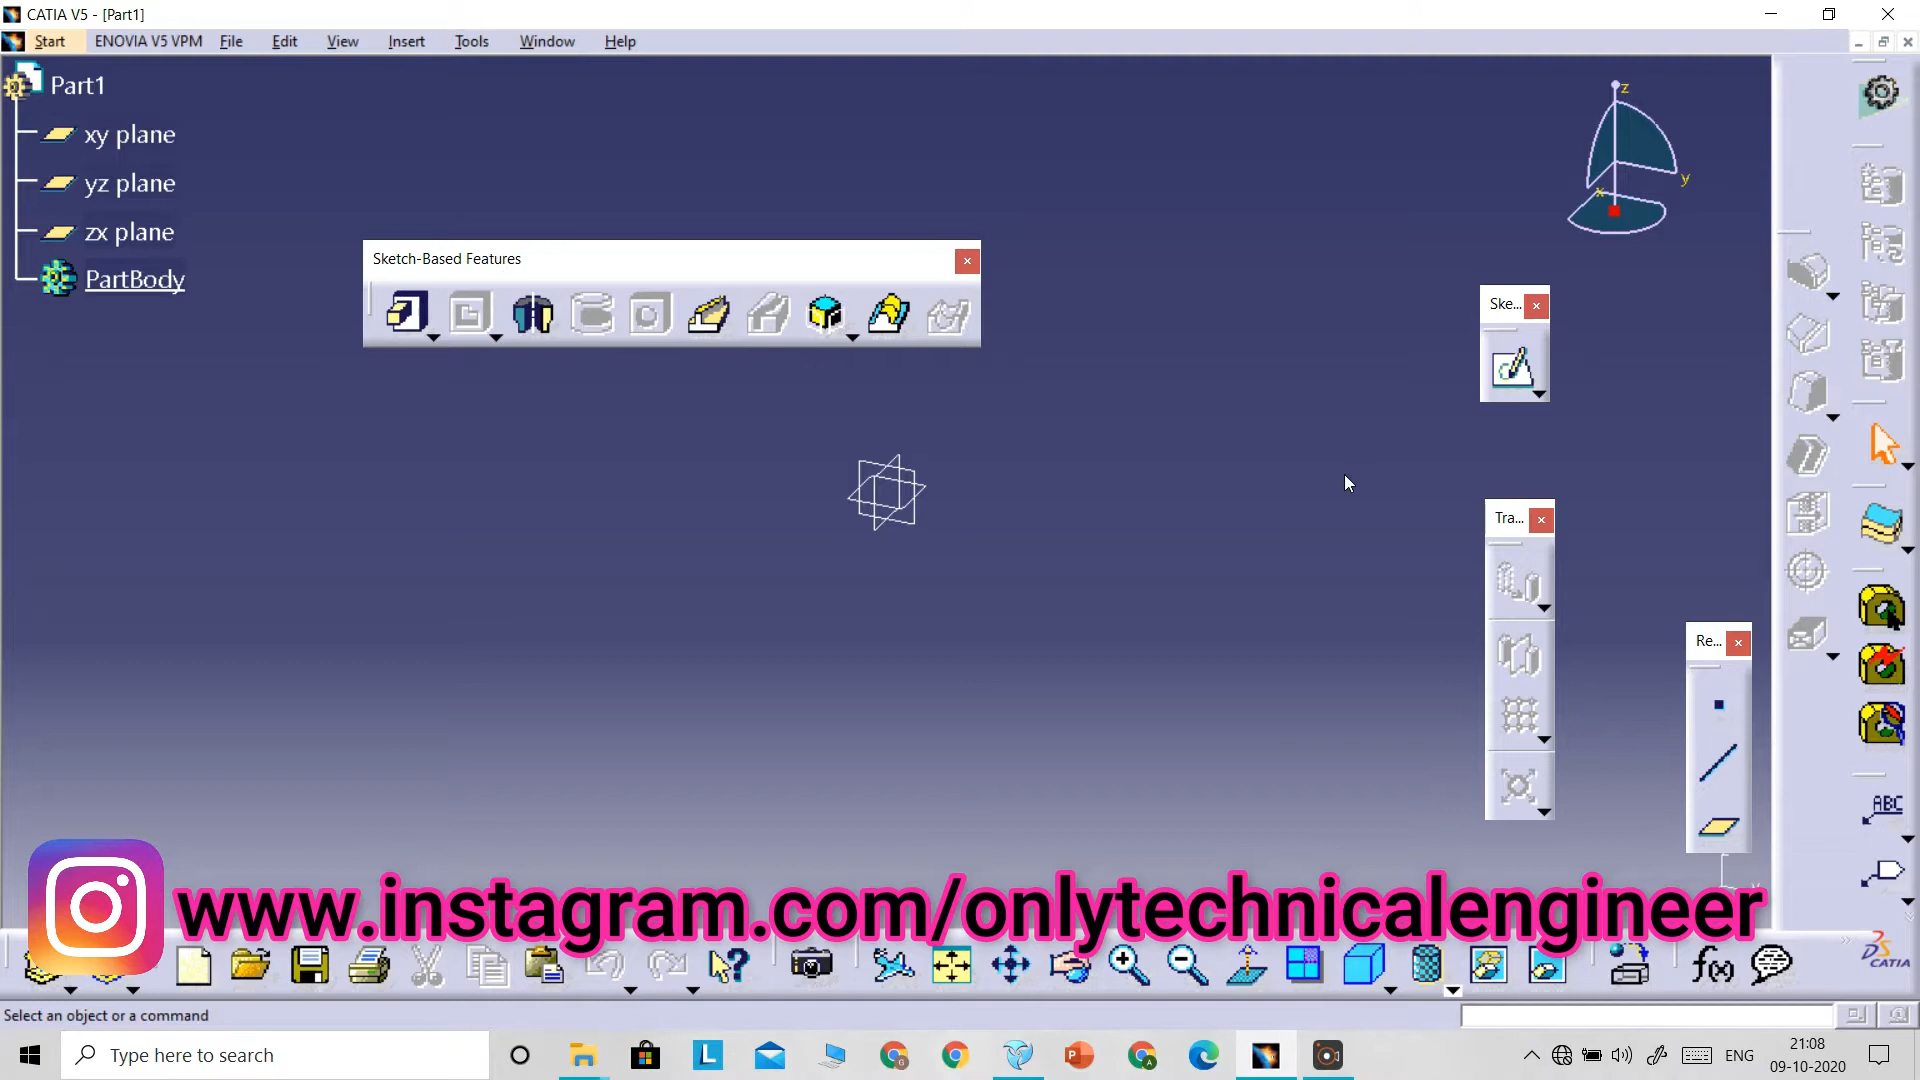 CATIA V5 - [Part1]
Start ENOVIA V5 VPM File Edit View Insert Tools Window Help
Part1
xy plane
yz plane
zx plane
PartBody
Sketch-Based Features
z
y
x
Ske...
Tra...
Re...
ABC
www.instagram.com/onlytechnicalengineer
f(x)
CATIA
Select an object or a command
Type here to search
ENG
21:08
09-10-2020